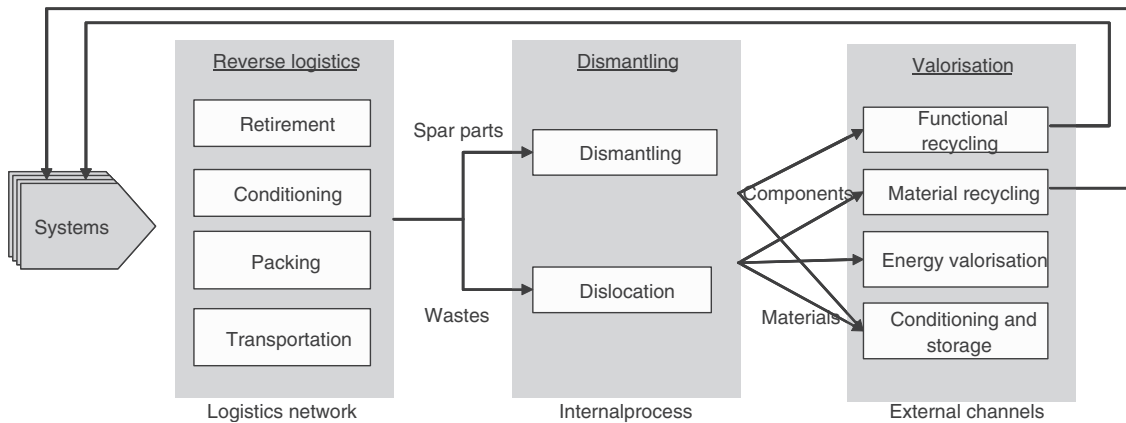 Systems
Reverse logistics
Retirement
Conditioning
Packing
Transportation
Logistics network
Spar parts
Wastes
Dismantling
Dismantling
Dislocation
Internalprocess
Components
Materials
Valorisation
Functional
recycling
Material recycling
Energy valorisation
Conditioning and
storage
External channels